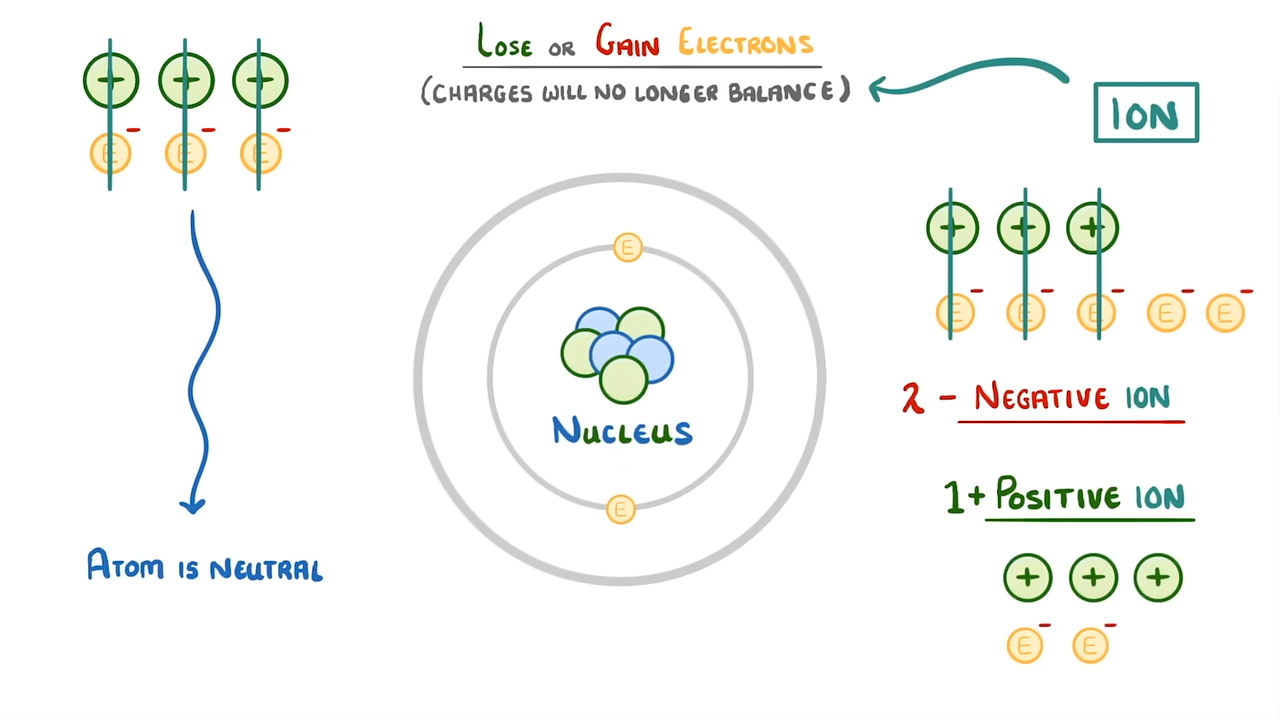 LOSE OR GAIN ELECTRONS
(CHARGES WILL NO LONGER BALANCE)
ION
+ + +
E- E- E-
+ + +
E- E- E- E- E-
E
NUCLEUS
E
2 - NEGATIVE ION
1+ POSITIVE ION
+ + +
E- E-
ATOM IS NEUTRAL